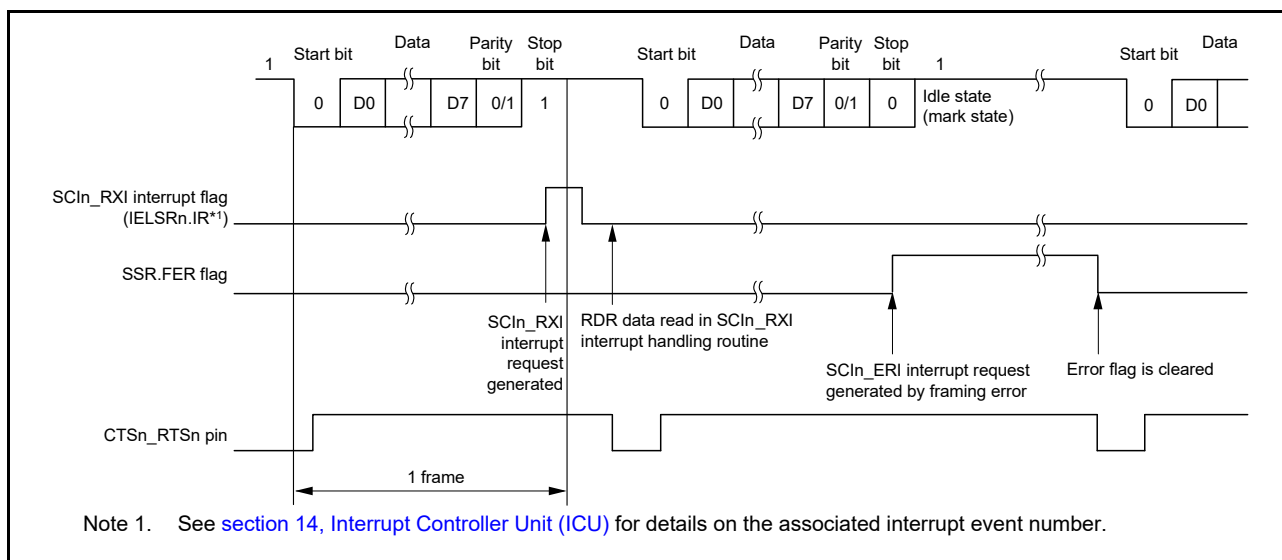 Start bit Data Parity bit Stop bit Start bit Data Parity bit Stop bit Start bit Data
1 1
0 D0 D7 0/1 1 0 D0 D7 0/1 0 Idle state (mark state) 0 D0
SCIn_RXI interrupt flag
(IELSRn.IR*1)
SSR.FER flag
SCIn_RXI
interrupt
request
generated
RDR data read in SCIn_RXI
interrupt handling routine
SCIn_ERI interrupt request
generated by framing error
Error flag is cleared
CTSn_RTSn pin
1 frame
Note 1. See section 14, Interrupt Controller Unit (ICU) for details on the associated interrupt event number.